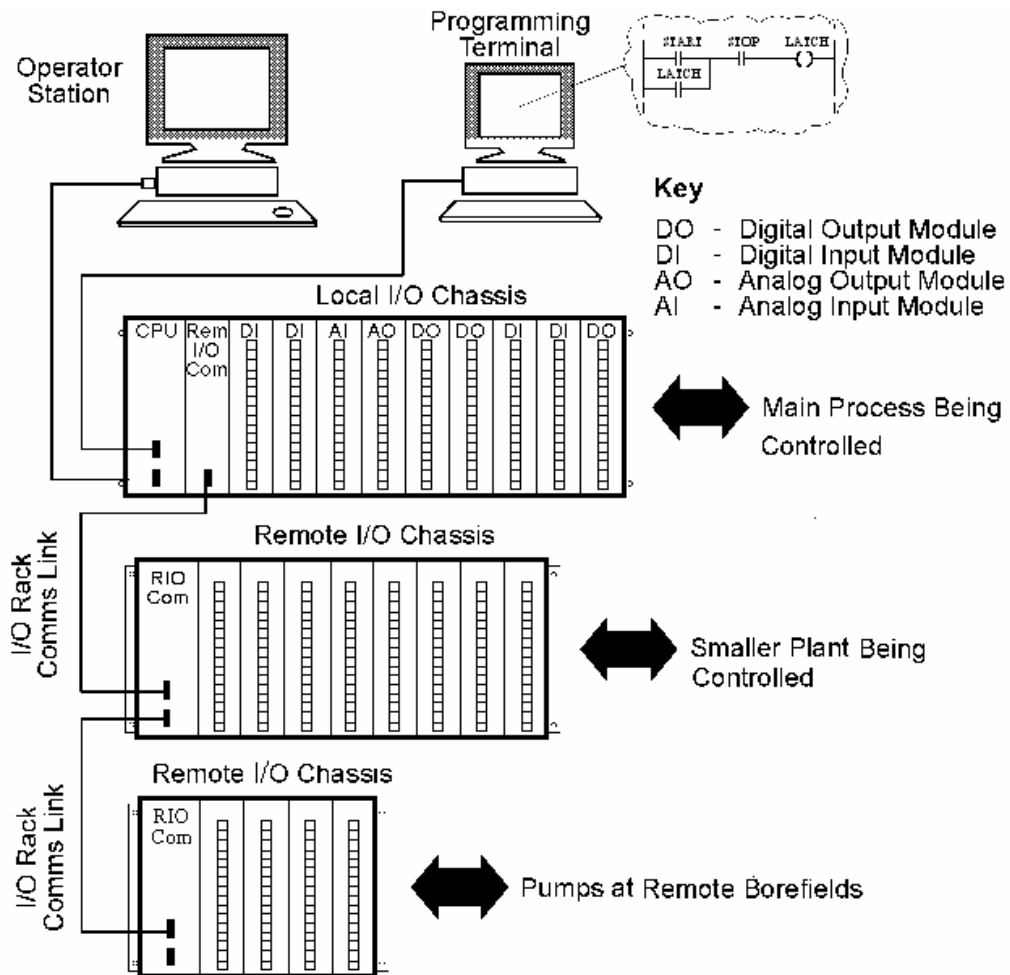 Operator
Station
Programming
Terminal
START STOP LATCH
LATCH
Key
DO - Digital Output Module
DI - Digital Input Module
AO - Analog Output Module
AI - Analog Input Module
Local I/O Chassis
CPU
Rem
I/O
Com
DI DI AI AO DO DO DI DI DO
Main Process Being
Controlled
I/O Rack
Comms Link
Remote I/O Chassis
RIO
Com
Smaller Plant Being
Controlled
I/O Rack
Comms Link
Remote I/O Chassis
RIO
Com
Pumps at Remote Borefields